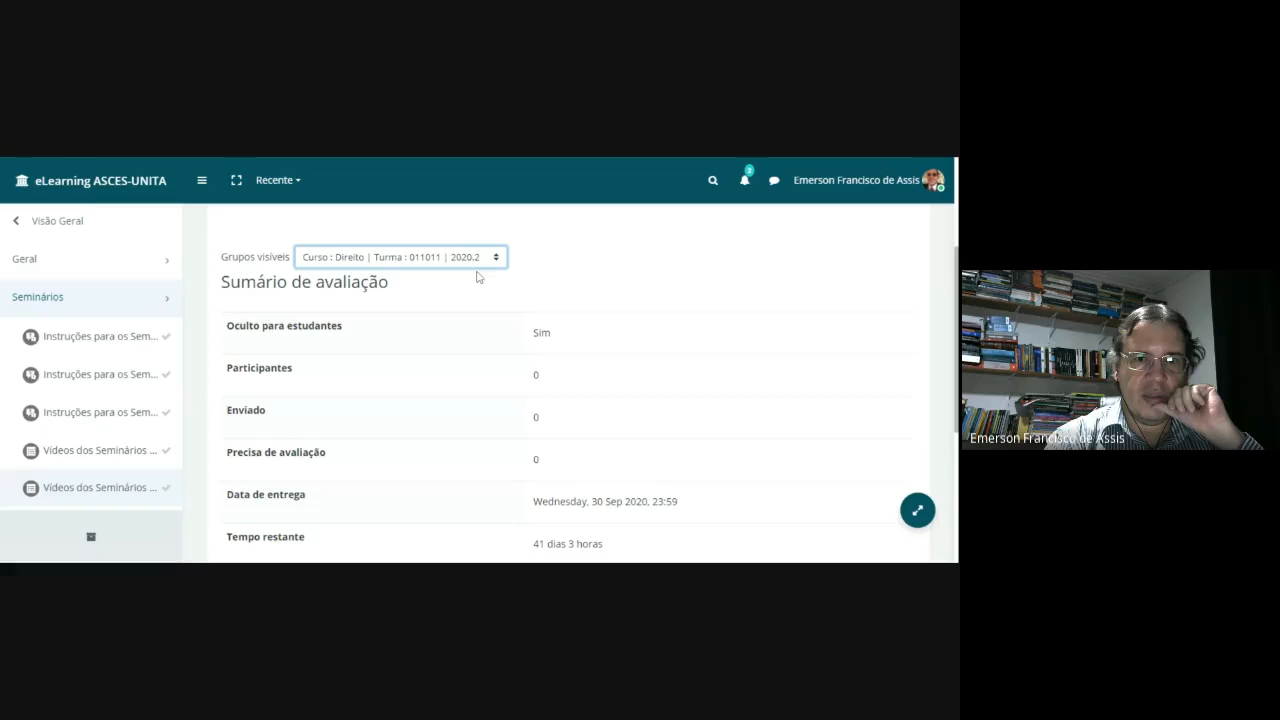 eLearning ASCES-UNITA
Recente
2
Emerson Francisco de Assis
Visão Geral
Geral
Seminários
Instruções para os Sem...
Instruções para os Sem...
Instruções para os Sem...
Vídeos dos Seminários ...
Vídeos dos Seminários ...
Grupos visíveis Curso : Direito | Turma : 011011 | 2020.2
Sumário de avaliação
Oculto para estudantes Sim
Participantes 0
Enviado 0
Precisa de avaliação 0
Data de entrega Wednesday, 30 Sep 2020, 23:59
Tempo restante 41 dias 3 horas
Emerson Francisco de Assis